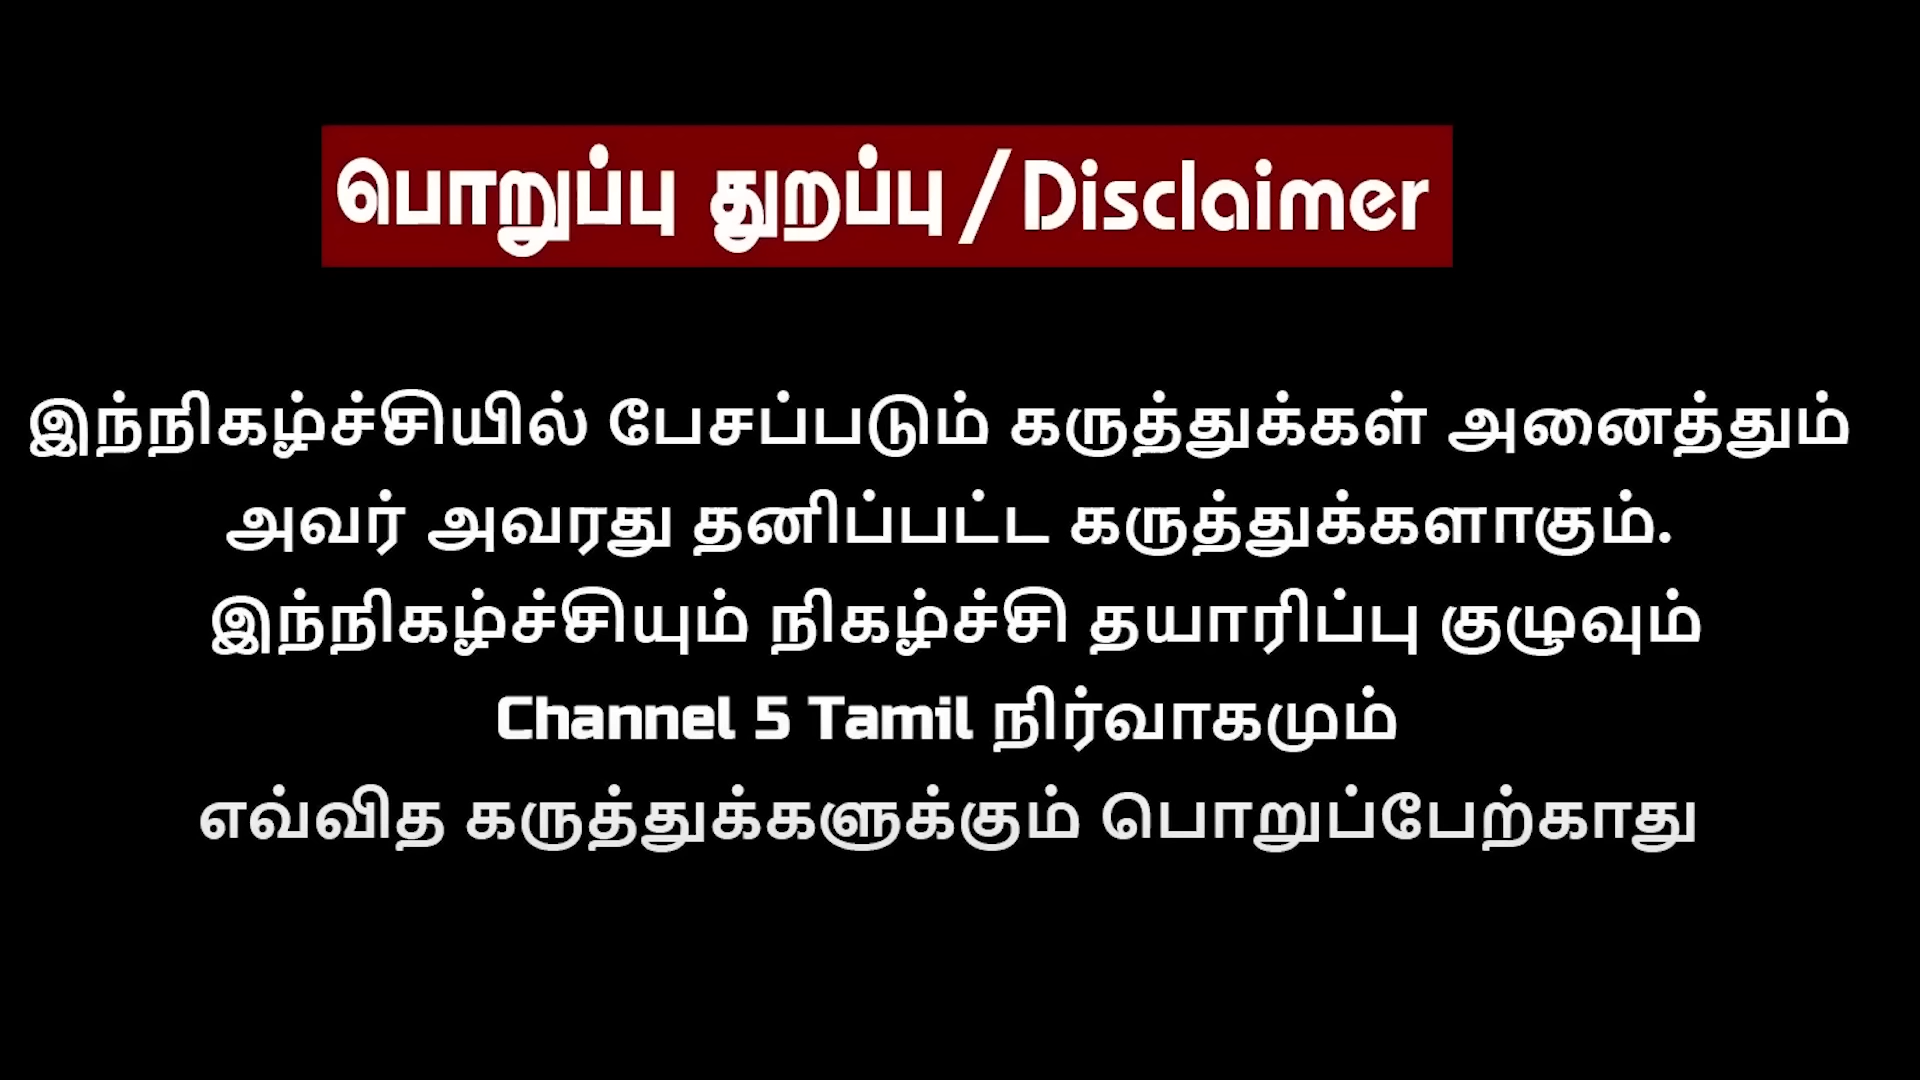 பொறுப்பு துறப்பு/Disclaimer
இந்நிகழ்ச்சியில் பேசப்படும் கருத்துக்கள் அனைத்தும்
அவர் அவரது தனிப்பட்ட கருத்துக்களாகும்.
இந்நிகழ்ச்சியும் நிகழ்ச்சி தயாரிப்பு குழுவும்
Channel 5 Tamil நிர்வாகமும்
எவ்வித கருத்துக்களுக்கும் பொறுப்பேற்காது